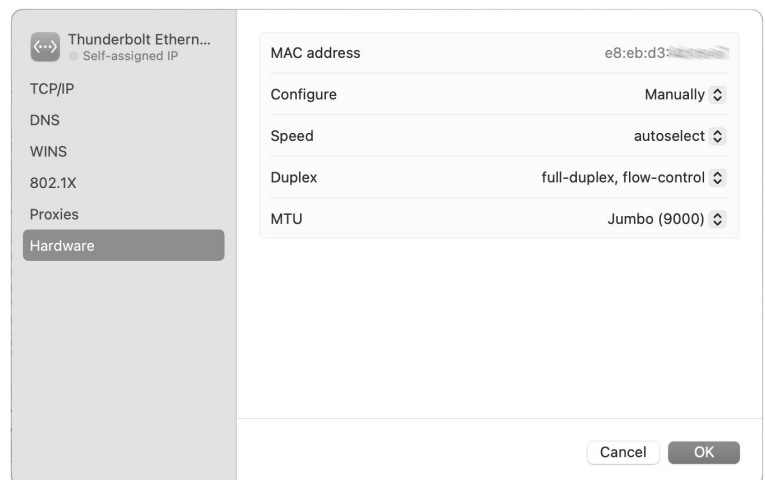 Thunderbolt Ethern...
Self-assigned IP
TCP/IP
DNS
WINS
802.1X
Proxies
Hardware
MAC address e8:eb:d3:
Configure Manually
Speed autoselect
Duplex full-duplex, flow-control
MTU Jumbo (9000)
Cancel OK